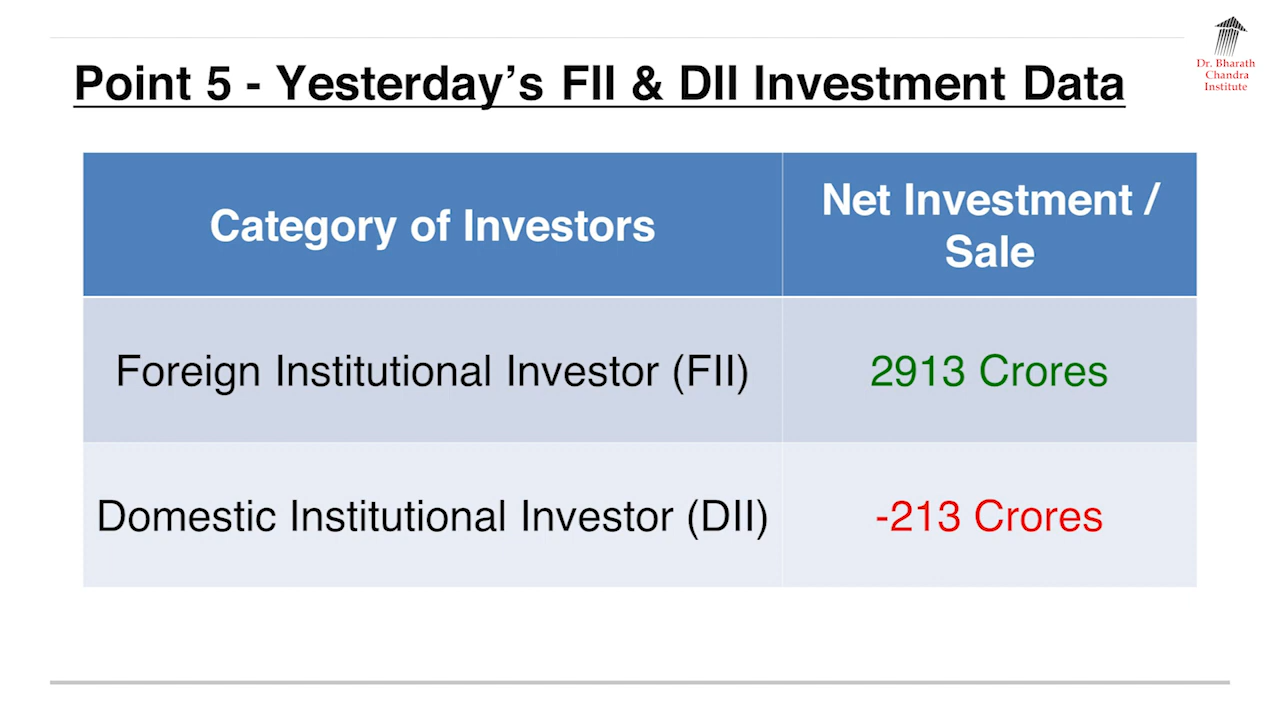 Dr. Bharath
Chandra
Institute
Point 5 - Yesterday’s FII & DII Investment Data
Category of Investors
Net Investment /
Sale
Foreign Institutional Investor (FII)
2913 Crores
Domestic Institutional Investor (DII)
-213 Crores